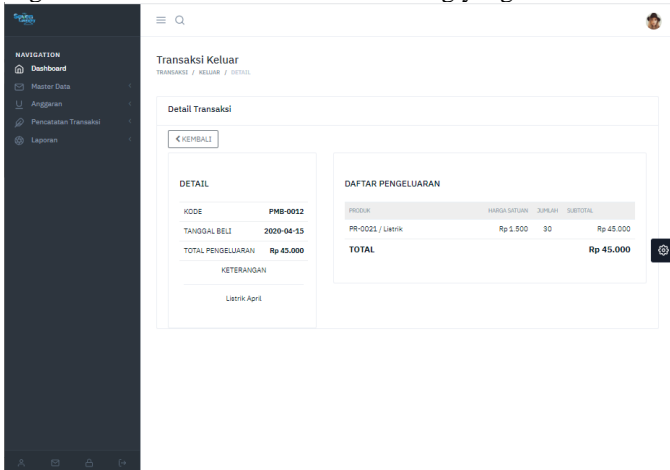 NAVIGATION
Dashboard
Master Data
Anggaran
Pencatatan Transaksi
Laporan
Transaksi Keluar
TRANSAKSI / KELUAR / DETAIL
Detail Transaksi
KEMBALI
DETAIL
KODE PMB-0012
TANGGAL BELI 2020-04-15
TOTAL PENGELUARAN Rp 45.000
KETERANGAN
Listrik April
DAFTAR PENGELUARAN
PRODUK HARGA SATUAN JUMLAH SUBTOTAL
PR-0021 / Listrik Rp 1.500 30 Rp 45.000
TOTAL Rp 45.000